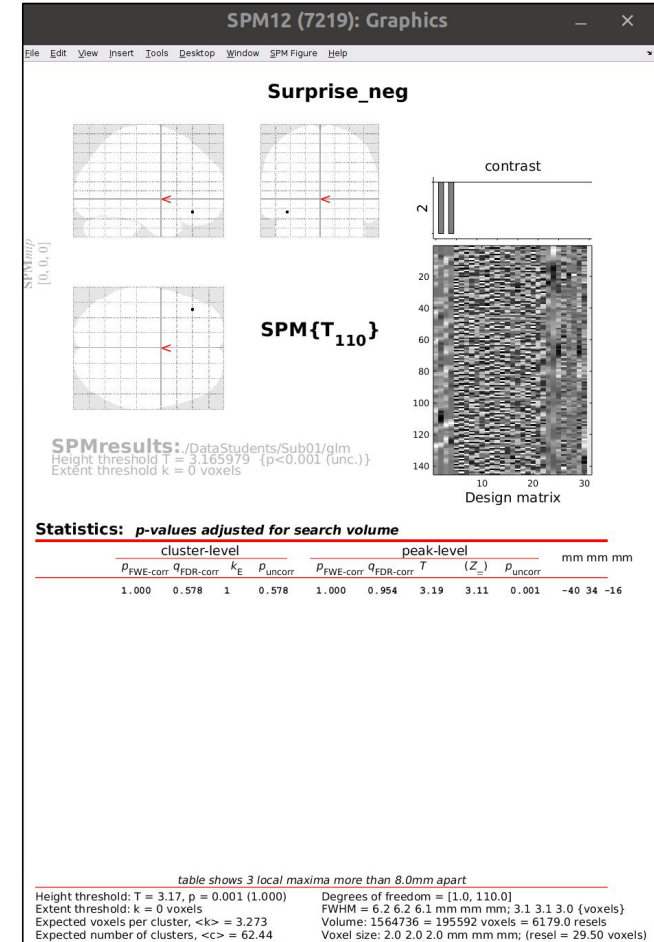 SPM12 (7219): Graphics
File Edit View Insert Tools Desktop Window SPM Figure Help
Surprise_neg
SPMmip
[0, 0, 0]
<
<
<
contrast
2
SPM{T110}
20
40
60
80
100
120
140
10 20 30
Design matrix
SPMresults: ./DataStudents/Sub01/glm
Height threshold T = 3.165979 {p<0.001 (unc.)}
Extent threshold k = 0 voxels
Statistics: p-values adjusted for search volume
cluster-level peak-level mm mm mm
pFWE-corr qFDR-corr kE puncorr pFWE-corr qFDR-corr T (Z≡) puncorr
1.000 0.578 1 0.578 1.000 0.954 3.19 3.11 0.001 -40 34 -16
table shows 3 local maxima more than 8.0mm apart
Height threshold: T = 3.17, p = 0.001 (1.000)
Extent threshold: k = 0 voxels
Expected voxels per cluster, <k> = 3.273
Expected number of clusters, <c> = 62.44
Degrees of freedom = [1.0, 110.0]
FWHM = 6.2 6.2 6.1 mm mm mm; 3.1 3.1 3.0 {voxels}
Volume: 1564736 = 195592 voxels = 6179.0 resels
Voxel size: 2.0 2.0 2.0 mm mm mm; (resel = 29.50 voxels)